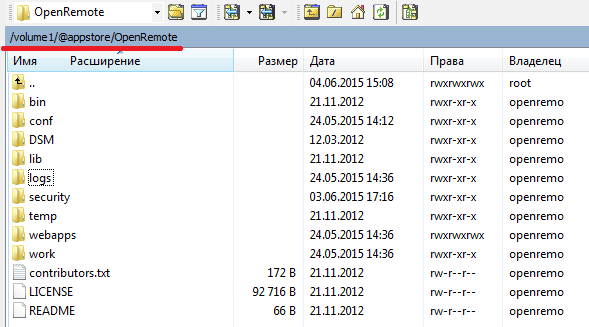 OpenRemote
/volume1/@appstore/OpenRemote
Имя Расширение Размер Дата Права Владелец
.. 04.06.2015 15:08 rwxrwxrwx root
bin 21.11.2012 rwxr-xr-x openremo
conf 24.05.2015 14:12 rwxr-xr-x openremo
DSM 12.03.2012 rwxr-xr-x openremo
lib 21.11.2012 rwxr-xr-x openremo
logs 24.05.2015 14:36 rwxr-xr-x openremo
security 03.06.2015 17:16 rwxr-xr-x openremo
temp 21.11.2012 rwxr-xr-x openremo
webapps 24.05.2015 14:36 rwxrwxrwx openremo
work 24.05.2015 14:36 rwxr-xr-x openremo
contributors.txt 172 B 21.11.2012 rw-r--r-- openremo
LICENSE 92 716 B 21.11.2012 rw-r--r-- openremo
README 66 B 21.11.2012 rw-r--r-- openremo